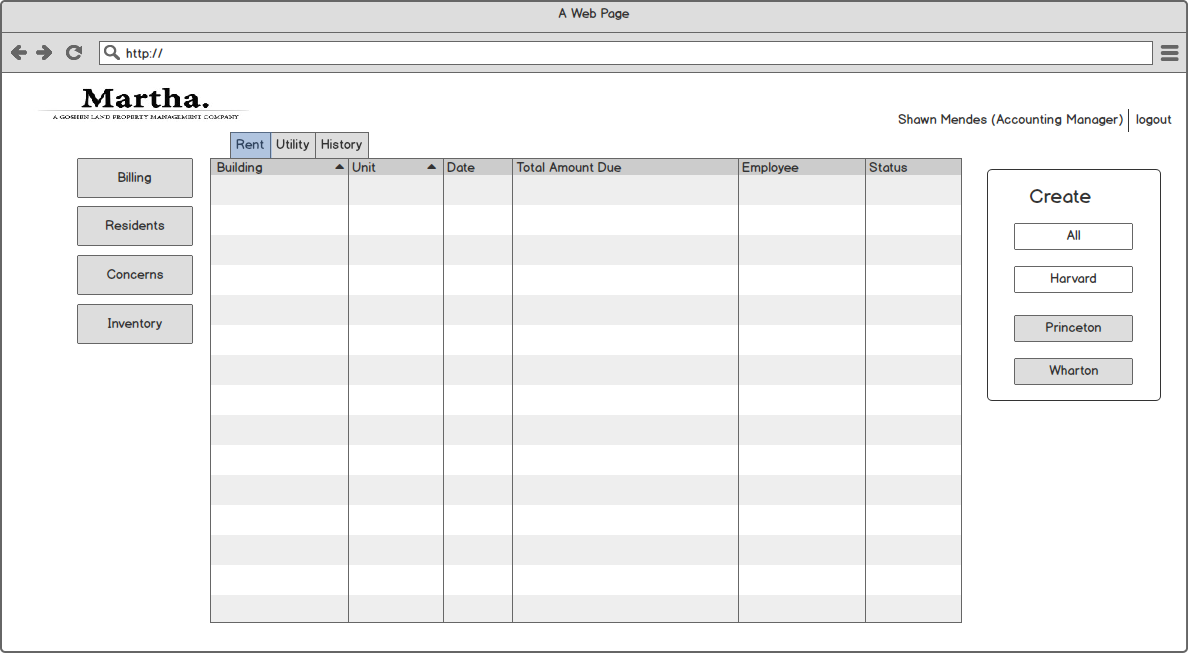 A Web Page
http://
Martha.
A GOSHEN LAND PROPERTY MANAGEMENT COMPANY
Shawn Mendes (Accounting Manager) logout
Rent Utility History
Building Unit Date Total Amount Due Employee Status
Billing
Residents
Concerns
Inventory
Create
All
Harvard
Princeton
Wharton